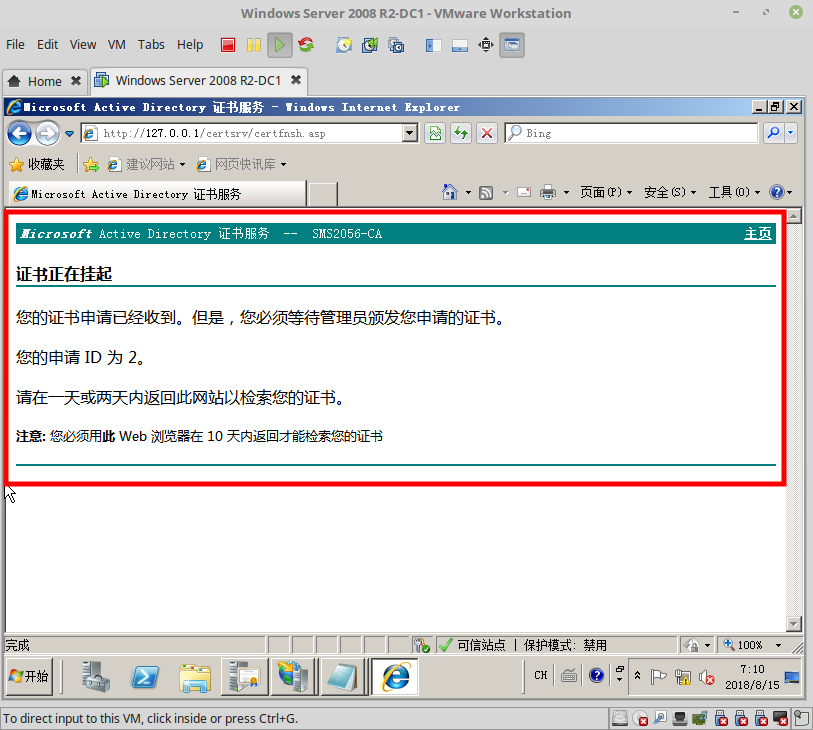 Windows Server 2008 R2-DC1 - VMware Workstation
File Edit View VM Tabs Help
Home Windows Server 2008 R2-DC1
Microsoft Active Directory 证书服务 - Windows Internet Explorer
http://127.0.0.1/certsrv/certfnsh.asp Bing
收藏夹 建议网站 网页快讯库
Microsoft Active Directory 证书服务 页面(P) 安全(S) 工具(O)
Microsoft Active Directory 证书服务 -- SMS2056-CA 主页
证书正在挂起
您的证书申请已经收到。但是，您必须等待管理员颁发您申请的证书。
您的申请 ID 为 2。
请在一天或两天内返回此网站以检索您的证书。
注意: 您必须用此 Web 浏览器在 10 天内返回才能检索您的证书
完成 可信站点 | 保护模式: 禁用 100%
开始 CH 7:10
2018/8/15
To direct input to this VM, click inside or press Ctrl+G.